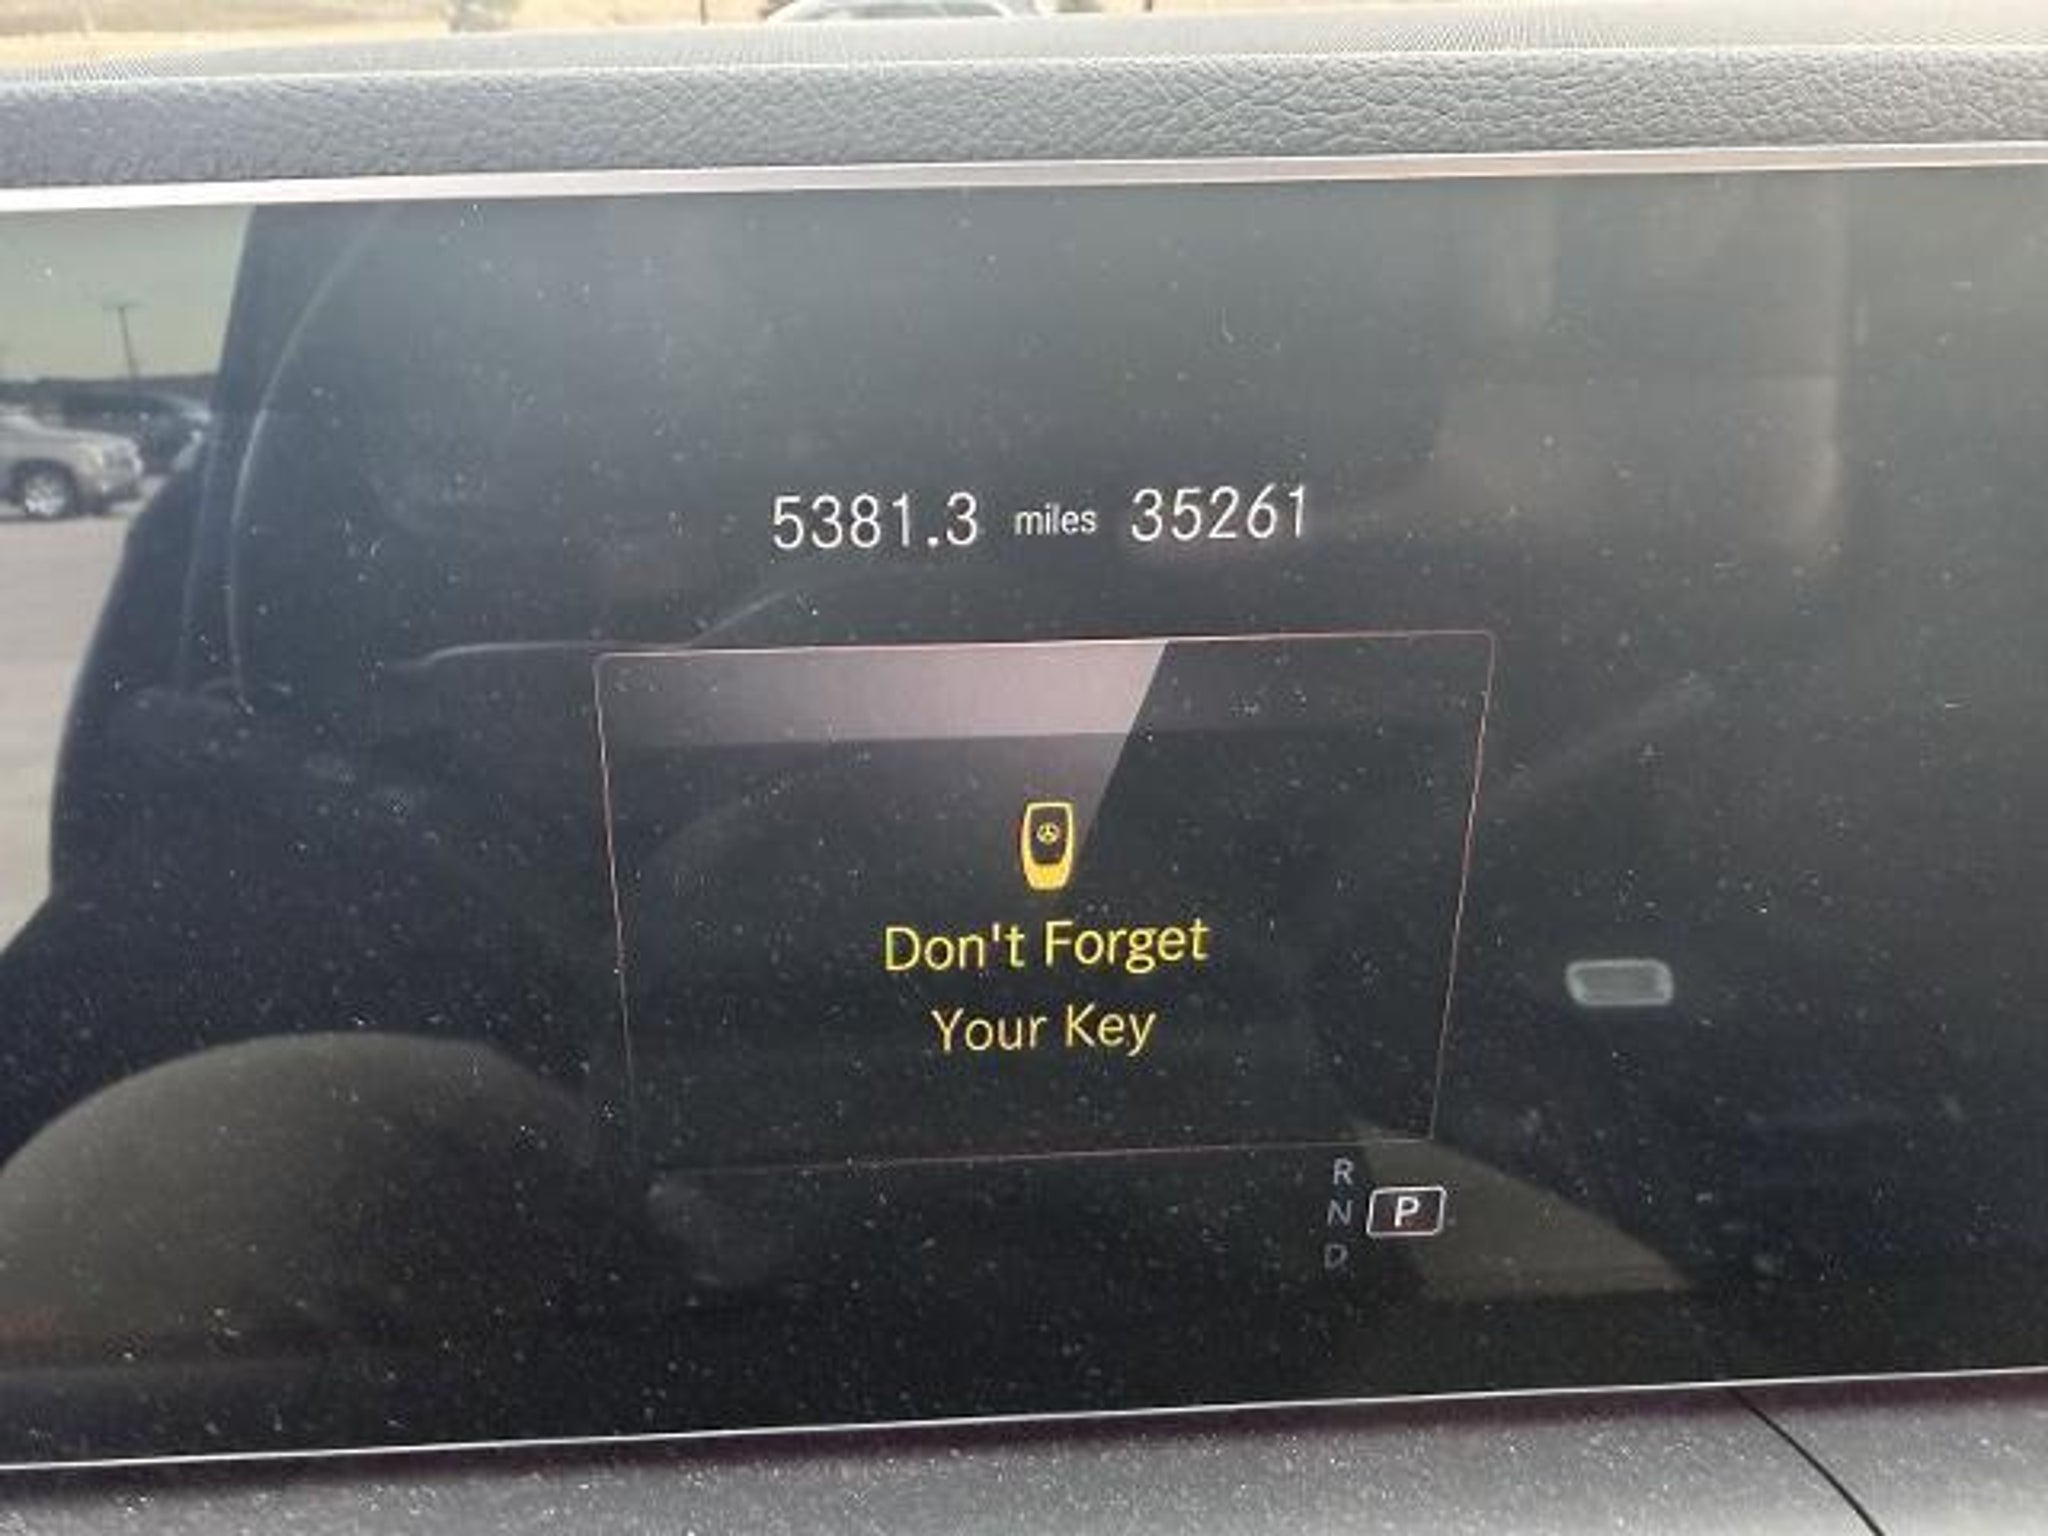 5381.3 miles 35261
Don't Forget
Your Key
R
N P
D